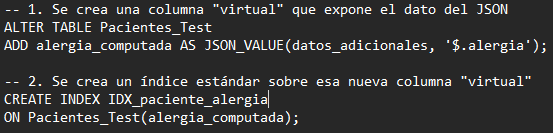 -- 1. Se crea una columna "virtual" que expone el dato del JSON
ALTER TABLE Pacientes_Test
ADD alergia_computada AS JSON_VALUE(datos_adicionales, '$.alergia');
-- 2. Se crea un índice estándar sobre esa nueva columna "virtual"
CREATE INDEX IDX_paciente_alergia
ON Pacientes_Test(alergia_computada);